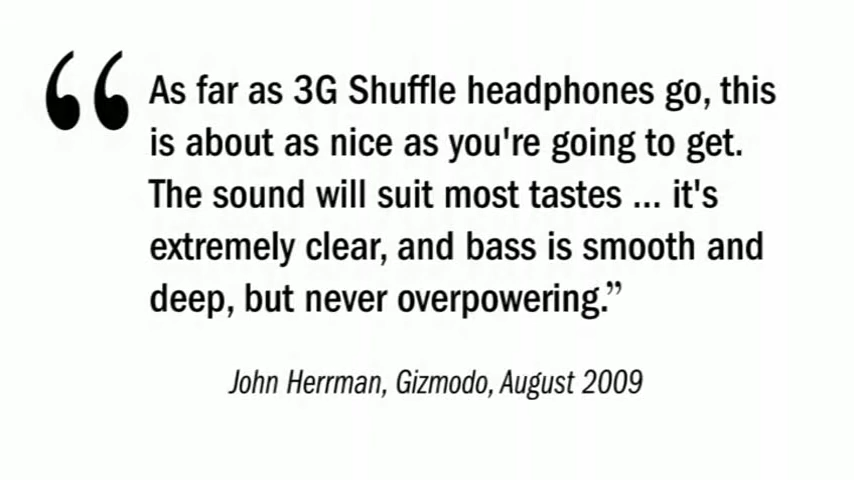 “As far as 3G Shuffle headphones go, this
is about as nice as you're going to get.
The sound will suit most tastes ... it's
extremely clear, and bass is smooth and
deep, but never overpowering.”
John Herrman, Gizmodo, August 2009